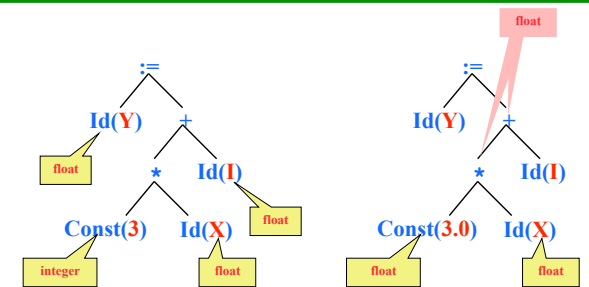 float
:= :=
Id(Y) + Id(Y) +
float * Id(I) * Id(I)
float
Const(3) Id(X) Const(3.0) Id(X)
integer float float float